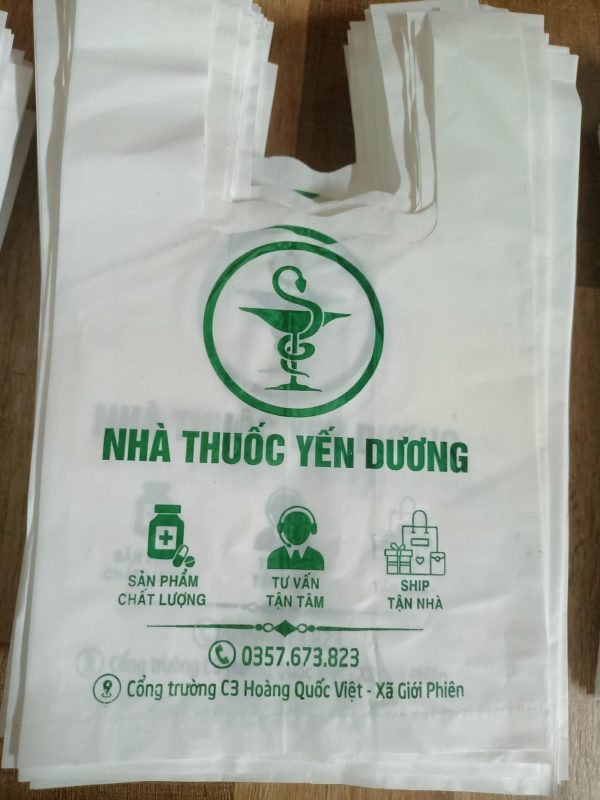 NHÀ THUỐC YẾN DƯƠNG
SẢN PHẨM
CHẤT LƯỢNG
TƯ VẤN
TẬN TÂM
SHIP
TẬN NHÀ
0357.673.823
Cổng trường C3 Hoàng Quốc Việt - Xã Giới Phiên